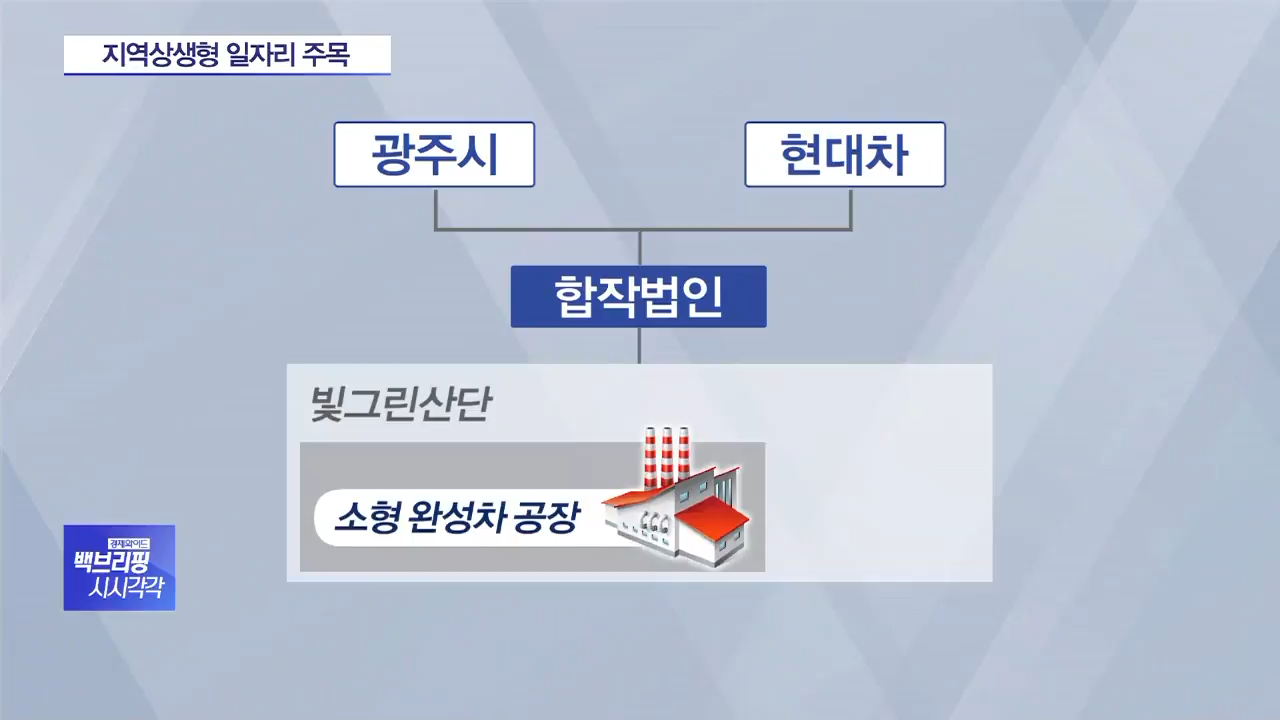 지역상생형 일자리 주목
광주시
현대차
합작법인
빛그린산단
소형 완성차 공장
경제와이드
백브리핑
시시각각